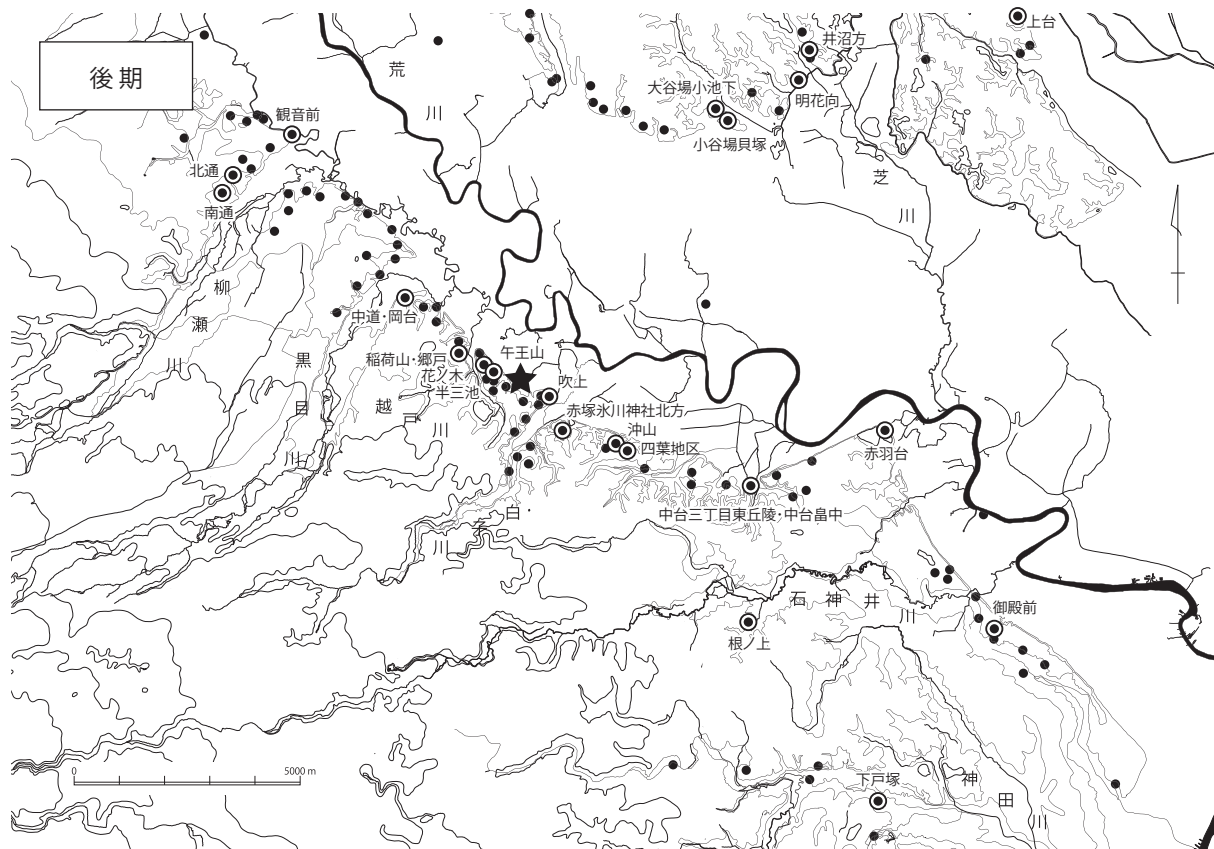 後期
上台
井沼方
荒川
大谷場小池下
明花向
観音前
小谷場貝塚
北通
芝川
南通
柳瀬川
中道・岡台
黒目川
稲荷山・郷戸
午王山
花ノ木
吹上
半三池
越戸川
赤塚氷川神社北方
沖山
四葉地区
赤羽台
白子川
中台三丁目東丘陵・中台畠中
石神井川
御殿前
根ノ上
0
5000 m
下戸塚
神田川